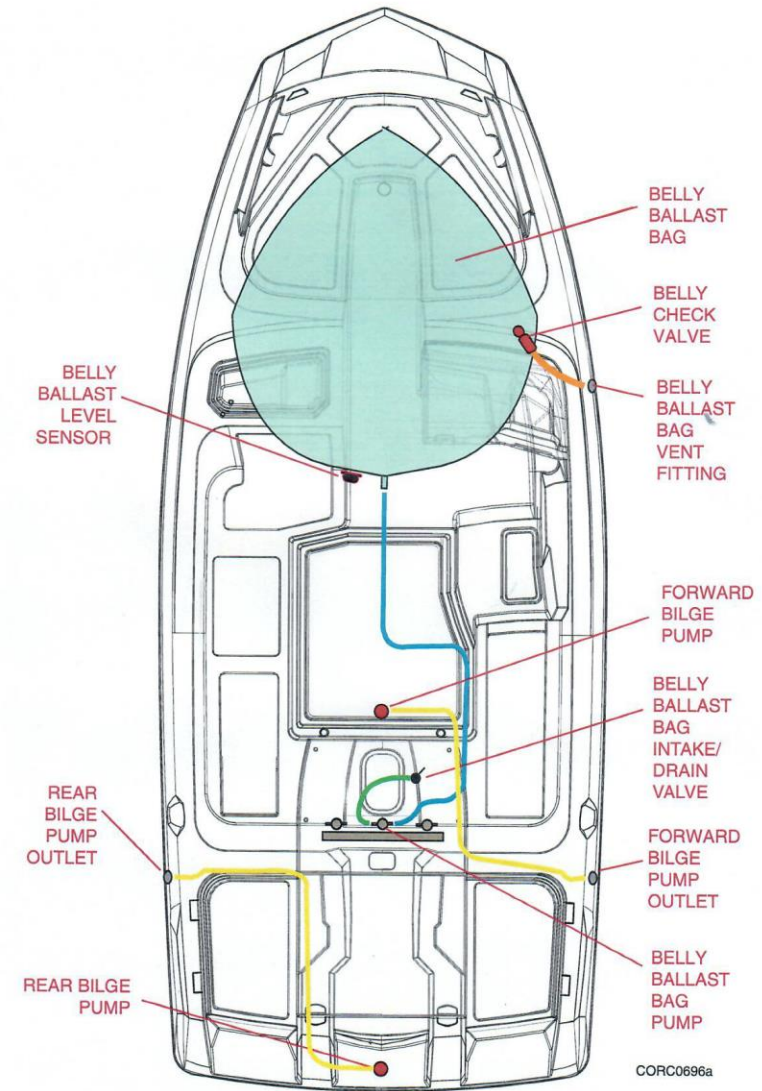 BELLY
BALLAST
BAG
BELLY
CHECK
VALVE
BELLY
BALLAST
LEVEL
SENSOR
BELLY
BALLAST
BAG
VENT
FITTING
FORWARD
BILGE
PUMP
BELLY
BALLAST
BAG
INTAKE/
DRAIN
VALVE
REAR
BILGE
PUMP
OUTLET
FORWARD
BILGE
PUMP
OUTLET
BELLY
BALLAST
BAG
PUMP
REAR BILGE
PUMP
CORC0696a